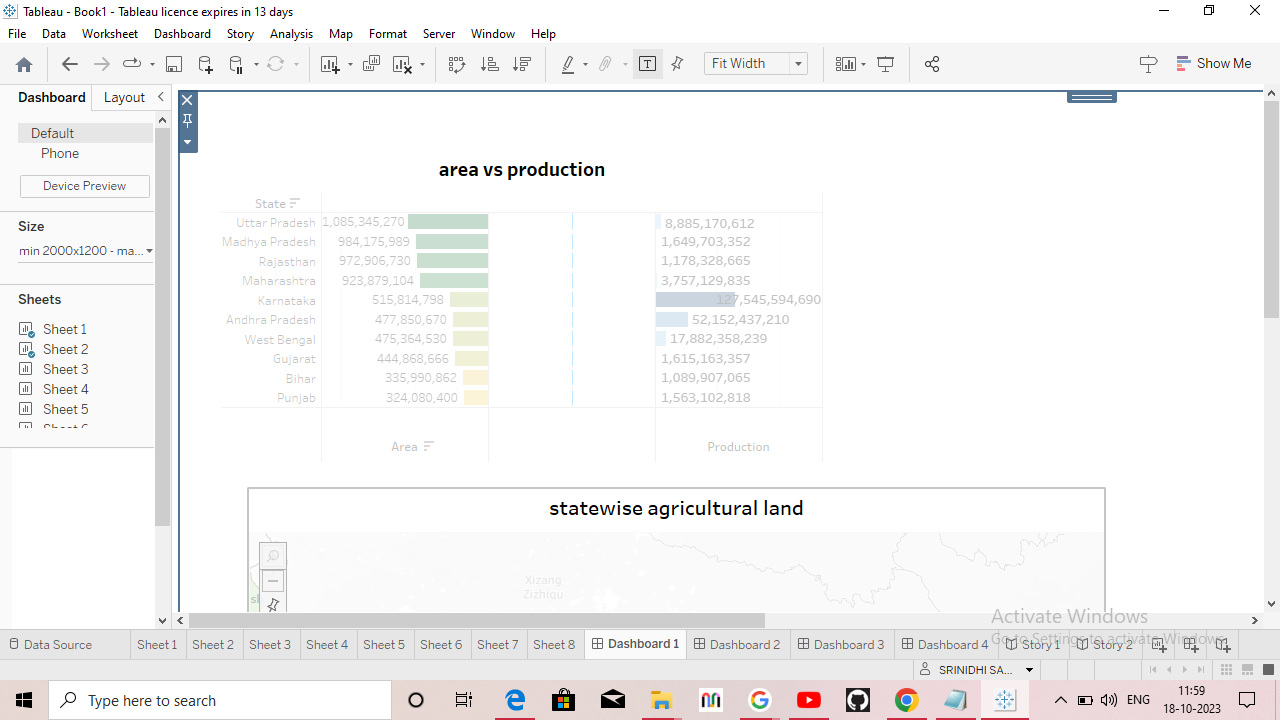 Tableau - Book1 - Tableau licence expires in 13 days
File Data Worksheet Dashboard Story Analysis Map Format Server Window Help
Fit Width
Show Me
Dashboard Layout
Default
Phone
Device Preview
Size
min 2000x1200 - ma...
Sheets
Sheet 1
Sheet 2
Sheet 3
Sheet 4
Sheet 5
area vs production
State
Uttar Pradesh 1,085,345,270 8,885,170,612
Madhya Pradesh 984,175,989 1,649,703,352
Rajasthan 972,906,730 1,178,328,665
Maharashtra 923,879,104 3,757,129,835
Karnataka 515,814,798 127,545,594,690
Andhra Pradesh 477,850,670 52,152,437,210
West Bengal 475,364,530 17,882,358,239
Gujarat 444,868,666 1,615,163,357
Bihar 335,990,862 1,089,907,065
Punjab 324,080,400 1,563,102,818
Area Production
statewise agricultural land
Xizang
Zizhiqu
Activate Windows
Go to Settings to activate Windows.
Data Source Sheet 1 Sheet 2 Sheet 3 Sheet 4 Sheet 5 Sheet 6 Sheet 7 Sheet 8 Dashboard 1 Dashboard 2 Dashboard 3 Dashboard 4 Story 1 Story 2
SRINIDHI SA...
Type here to search
ENG
11:59
18-10-2023